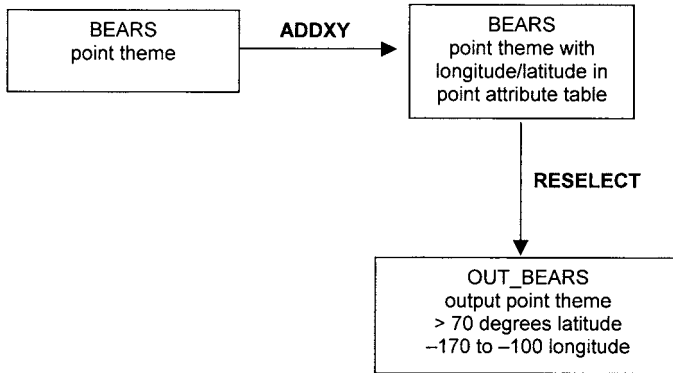 BEARS
point theme
ADDXY
BEARS
point theme with
longitude/latitude in
point attribute table
RESELECT
OUT_BEARS
output point theme
> 70 degrees latitude
–170 to –100 longitude